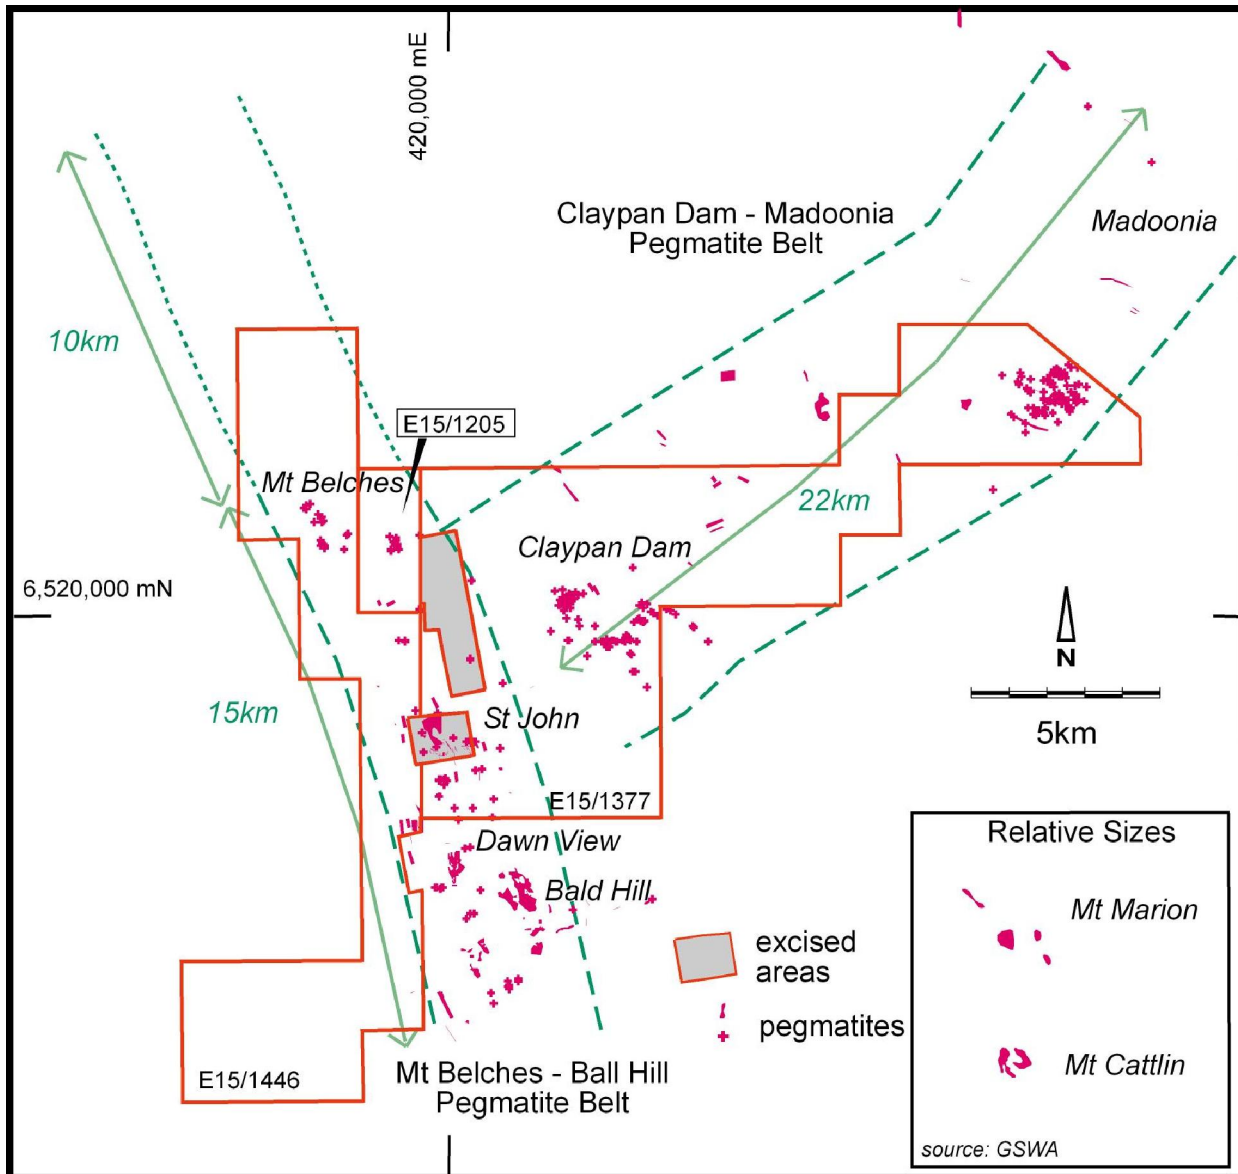 420,000 mE
Claypan Dam - Madoonia
Pegmatite Belt
Madoonia
10km
E15/1205
Mt Belches
22km
Claypan Dam
6,520,000 mN
N
15km
St John
5km
E15/1377
Relative Sizes
Dawn View
Bald Hill
Mt Marion
excised
areas
pegmatites
Mt Cattlin
E15/1446
Mt Belches - Ball Hill
Pegmatite Belt
source: GSWA